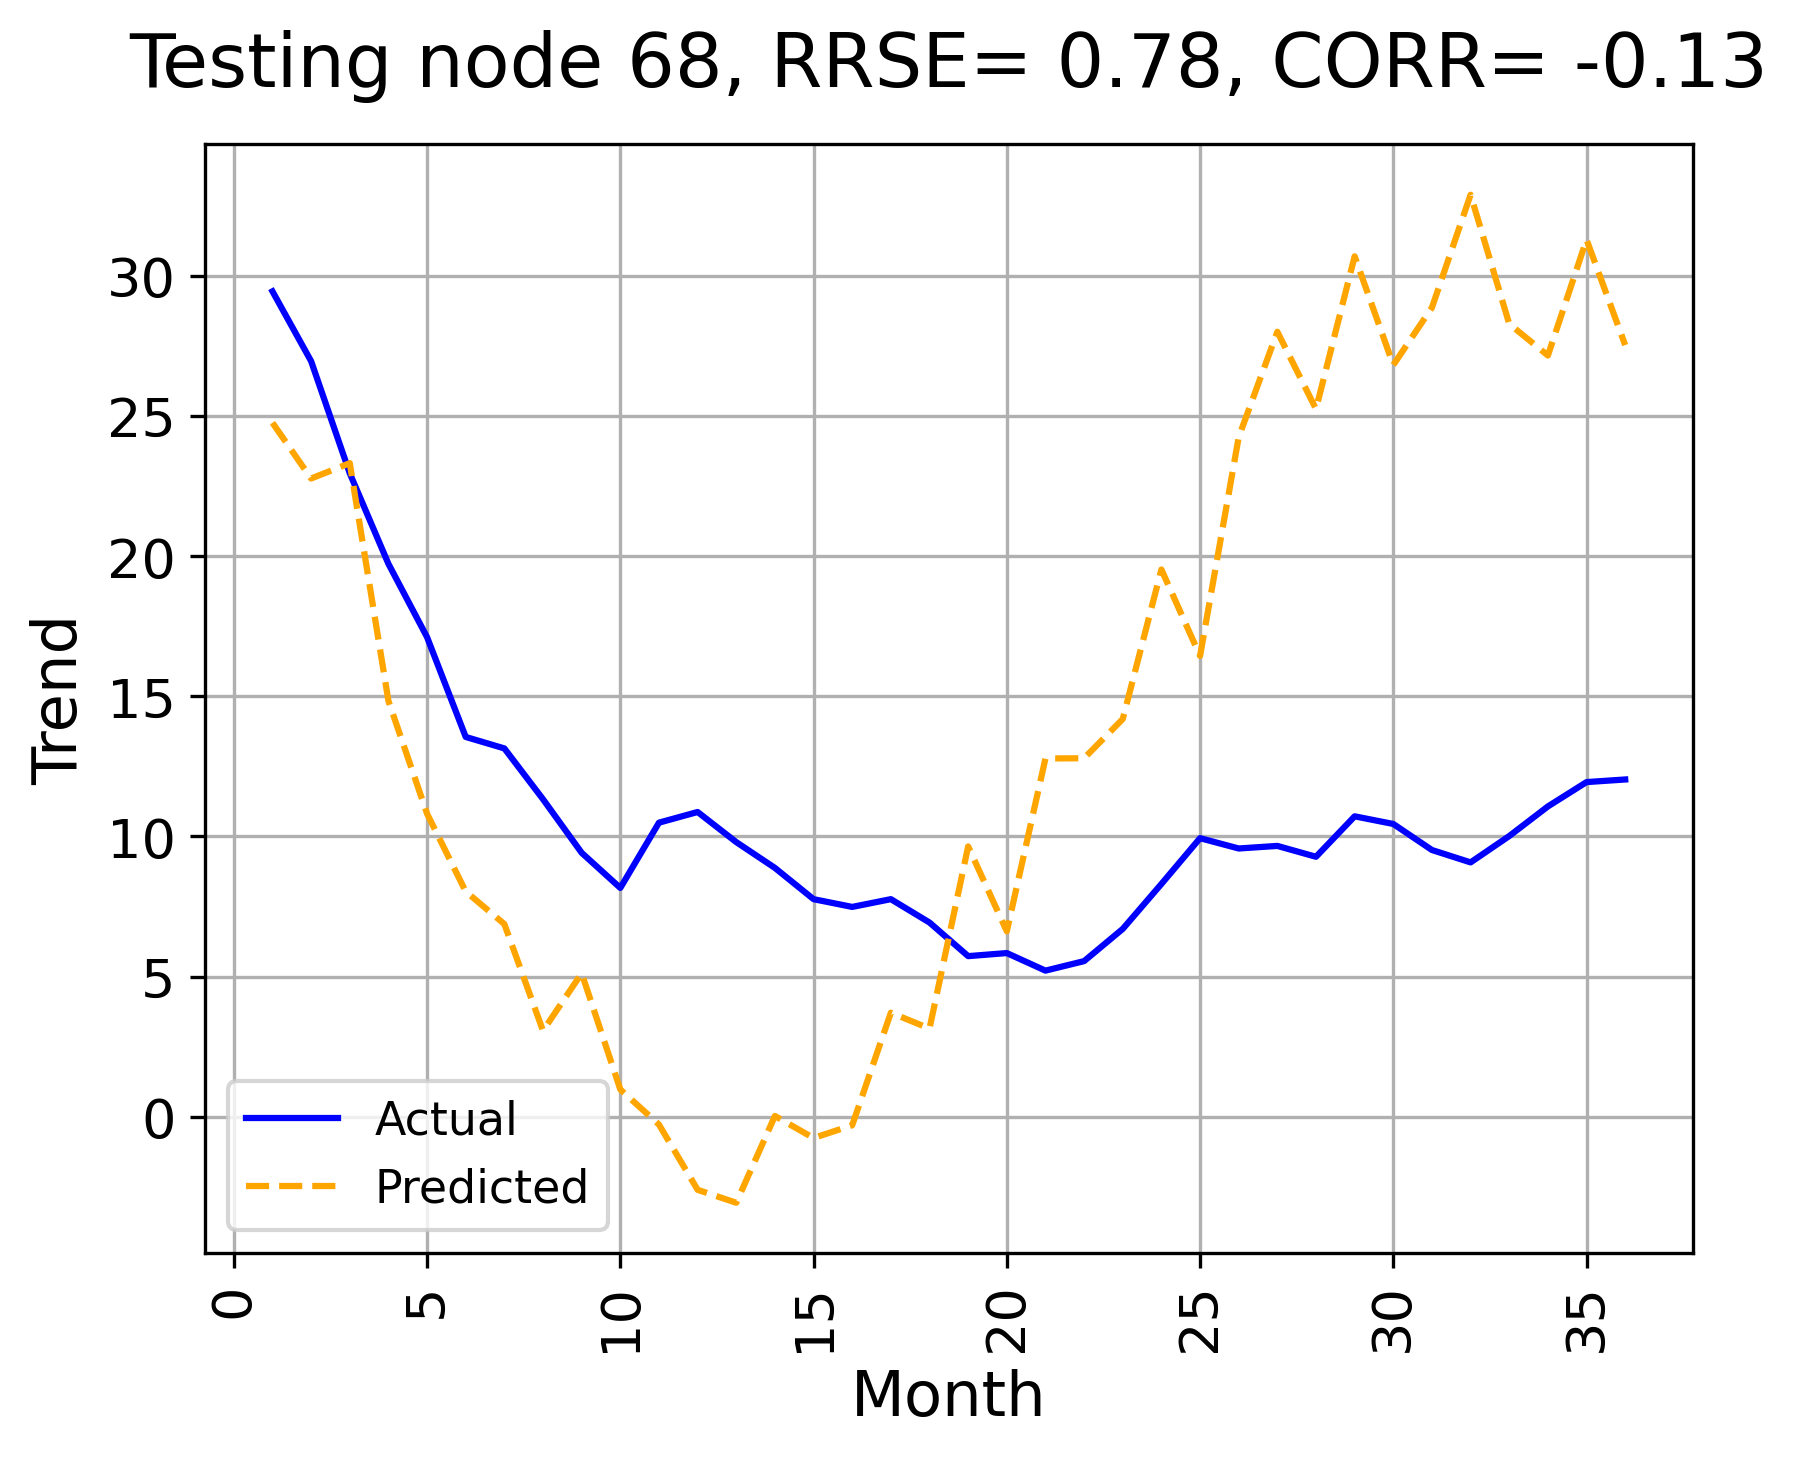 Testing node 68, RRSE= 0.78, CORR= -0.13
Trend
30
25
20
15
10
5
0
Actual
Predicted
0 5 10 15 20 25 30 35
Month